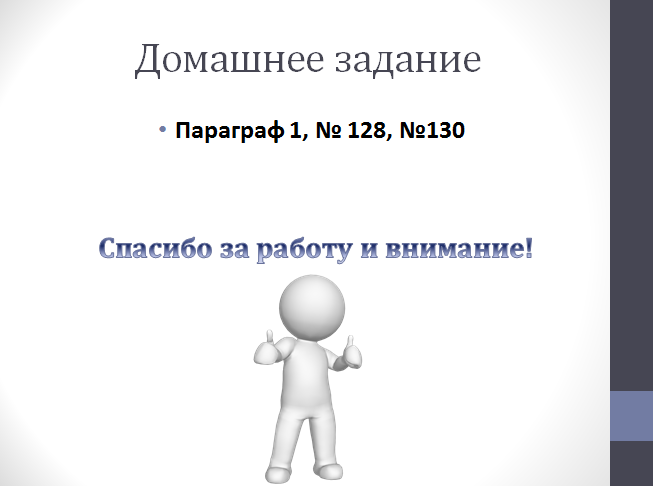 Домашнее задание
• Параграф 1, № 128, №130
Спасибо за работу и внимание!